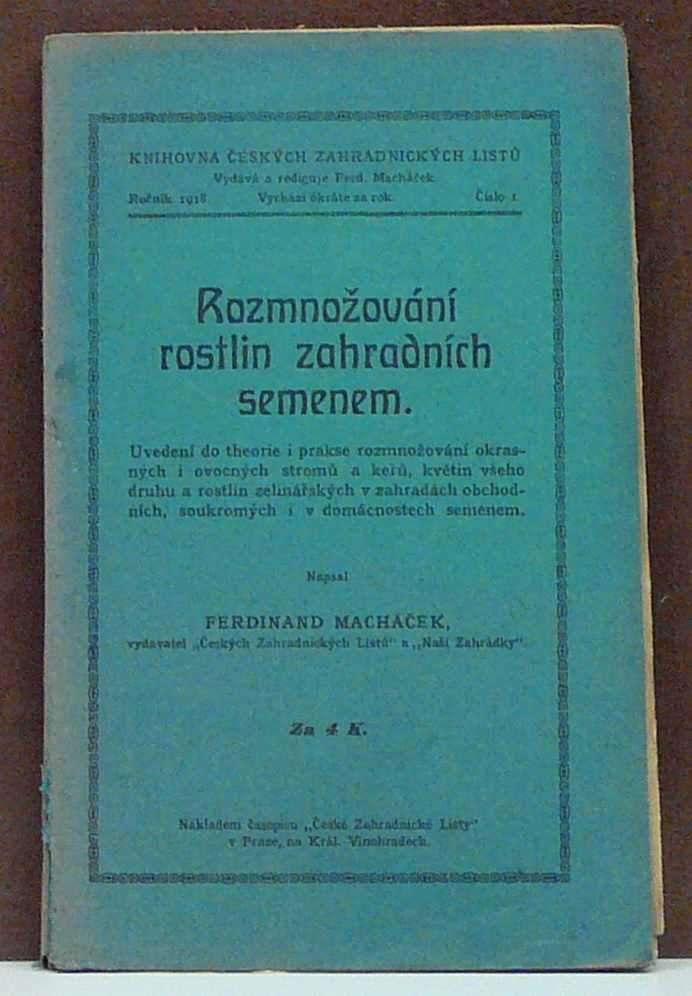 KNIHOVNA ČESKÝCH ZAHRADNICKÝCH LISTŮ
Vydává a rediguje Ferd. Macháček.
Ročník 1918 Vychází 6kráte za rok. Číslo 1.
Rozmnožování
rostlin zahradních
semenem.
Uvedení do theorie i prakse rozmnožování okras-
ných i ovocných stromů a keřů, květin všeho
druhu a rostlin zelinářských v zahradách obchod-
ních, soukromých i v domácnostech semenem.
Napsal
FERDINAND MACHÁČEK,
vydavatel „Českých Zahradnických Listů“ a „Naší Zahrádky“.
Za 4 K.
Nákladem časopisu „České Zahradnické Listy“
v Praze, na Král. Vinohradech.